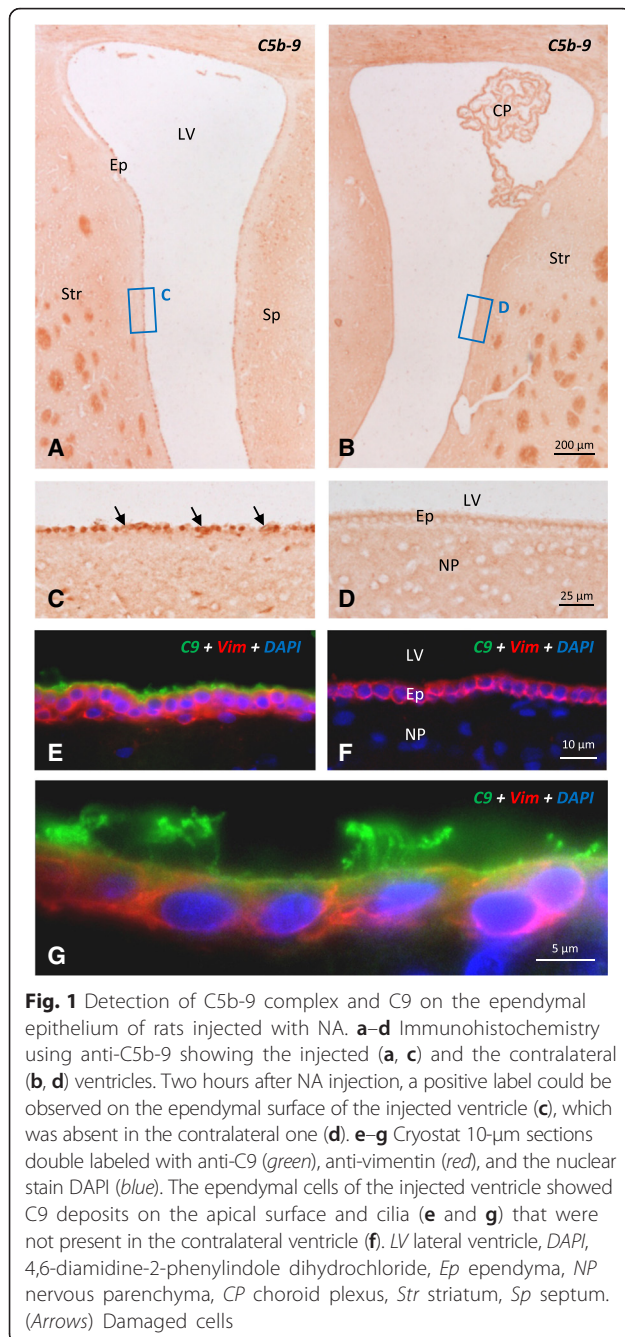 C5b-9
LV
Ep
Str
C
Sp
A
C5b-9
CP
Str
D
B
200 µm
C
LV
Ep
NP
D
25 µm
C9 + Vim + DAPI
E
C9 + Vim + DAPI
LV
Ep
NP
F
10 µm
C9 + Vim + DAPI
G
5 µm
Fig. 1 Detection of C5b-9 complex and C9 on the ependymal
epithelium of rats injected with NA. a–d Immunohistochemistry
using anti-C5b-9 showing the injected (a, c) and the contralateral
(b, d) ventricles. Two hours after NA injection, a positive label could be
observed on the ependymal surface of the injected ventricle (c), which
was absent in the contralateral one (d). e–g Cryostat 10-µm sections
double labeled with anti-C9 (green), anti-vimentin (red), and the nuclear
stain DAPI (blue). The ependymal cells of the injected ventricle showed
C9 deposits on the apical surface and cilia (e and g) that were
not present in the contralateral ventricle (f). LV lateral ventricle, DAPI,
4,6-diamidine-2-phenylindole dihydrochloride, Ep ependyma, NP
nervous parenchyma, CP choroid plexus, Str striatum, Sp septum.
(Arrows) Damaged cells